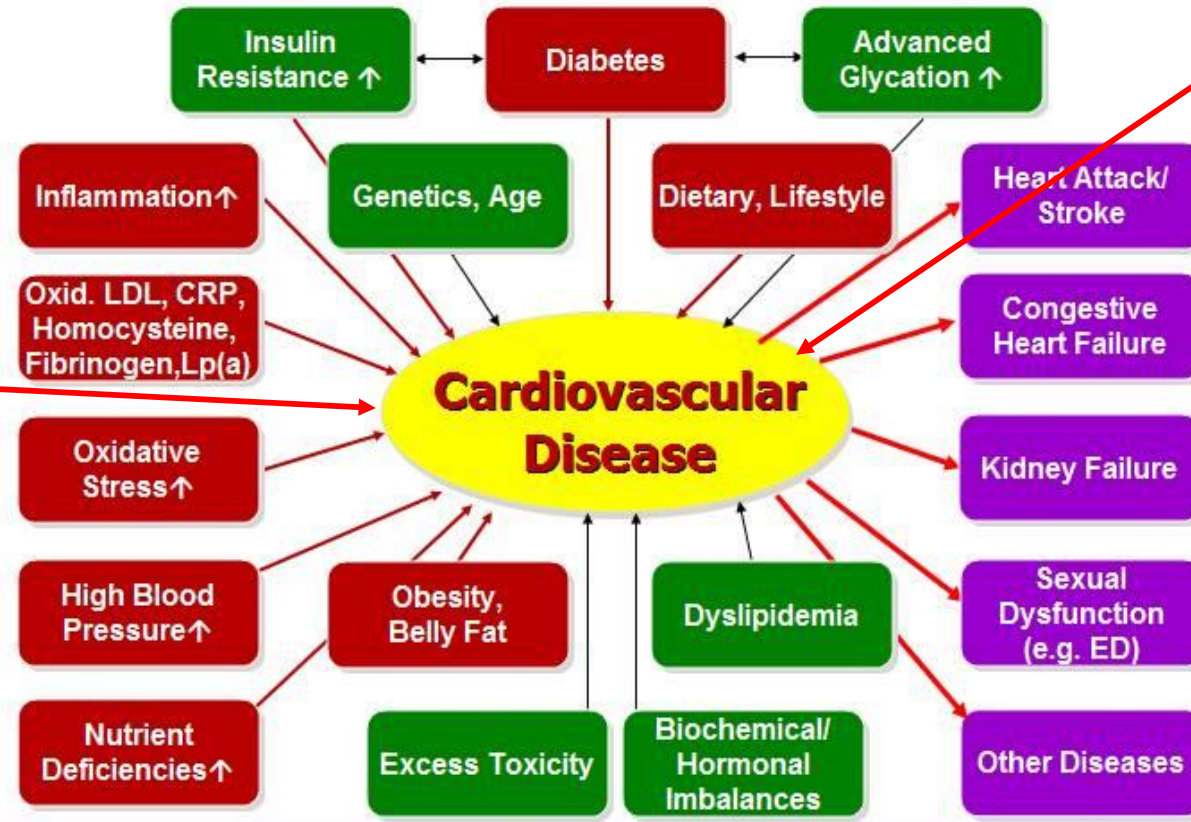 Insulin
Resistance ↑
Diabetes
Advanced
Glycation ↑
Inflammation↑
Genetics, Age
Dietary, Lifestyle
Heart Attack/
Stroke
Oxid. LDL, CRP,
Homocysteine,
Fibrinogen,Lp(a)
Congestive
Heart Failure
Cardiovascular
Disease
Oxidative
Stress↑
Kidney Failure
High Blood
Pressure↑
Obesity,
Belly Fat
Dyslipidemia
Sexual
Dysfunction
(e.g. ED)
Nutrient
Deficiencies↑
Excess Toxicity
Biochemical/
Hormonal
Imbalances
Other Diseases